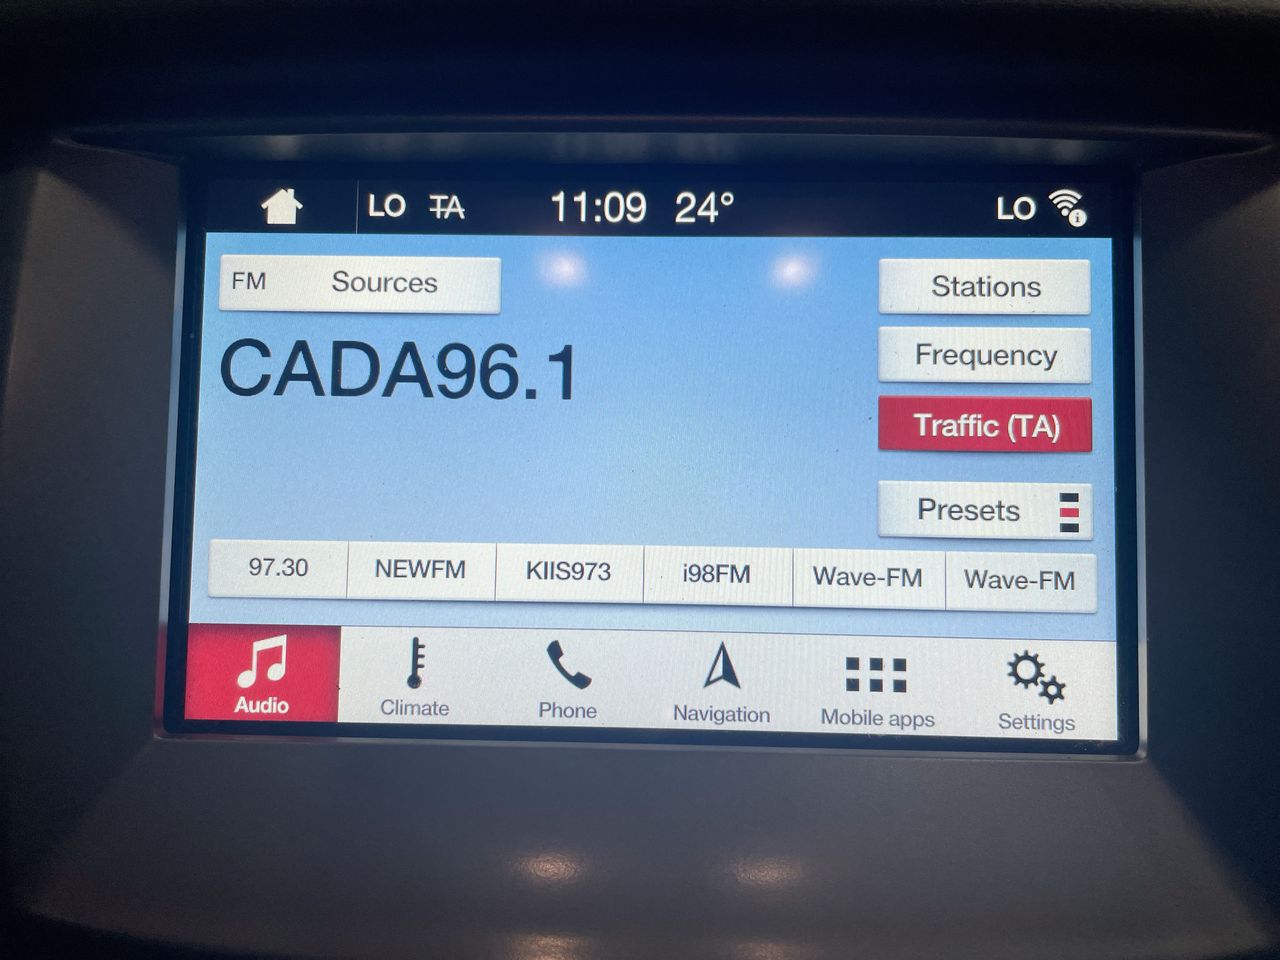 LO TA 11:09 24° LO
FM Sources
Stations
CADA96.1
Frequency
Traffic (TA)
Presets
97.30 NEWFM KIIS973 i98FM Wave-FM Wave-FM
Audio Climate Phone Navigation Mobile apps Settings